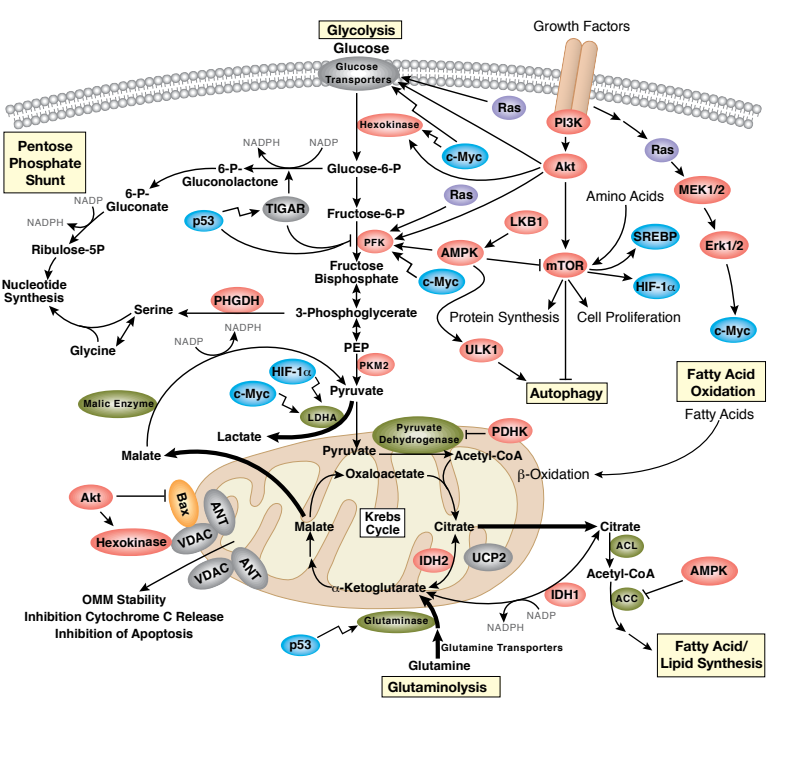 Growth Factors
Glycolysis
Glucose
Glucose
Transporters
Ras
PI3K
Hexokinase
c-Myc
Ras
Pentose
Phosphate
Shunt
NADPH
NADP
6-P-
Gluconolactone
Glucose-6-P
Akt
MEK1/2
Amino Acids
NADP
6-P-
Gluconate
NADPH
p53
TIGAR
Fructose-6-P
Ras
LKB1
SREBP
Erk1/2
PFK
AMPK
mTOR
Ribulose-5P
Fructose
Bisphosphate
c-Myc
HIF-1α
Nucleotide
Synthesis
PHGDH
Serine
3-Phosphoglycerate
Protein Synthesis
Cell Proliferation
c-Myc
NADP
NADPH
Glycine
PEP
PKM2
ULK1
HIF-1α
c-Myc
Pyruvate
Autophagy
Fatty Acid
Oxidation
Malic Enzyme
LDHA
Fatty Acids
Lactate
Pyruvate
Dehydrogenase
PDHK
Malate
Pyruvate
Acetyl-CoA
Oxaloacetate
β-Oxidation
Akt
Bax
ANT
Hexokinase
VDAC
Malate
Krebs
Cycle
Citrate
Citrate
ACL
IDH2
UCP2
VDAC
ANT
Acetyl-CoA
AMPK
α-Ketoglutarate
IDH1
ACC
OMM Stability
Inhibition Cytochrome C Release
Inhibition of Apoptosis
NADP
NADPH
p53
Glutaminase
Glutamine Transporters
Glutamine
Fatty Acid/
Lipid Synthesis
Glutaminolysis